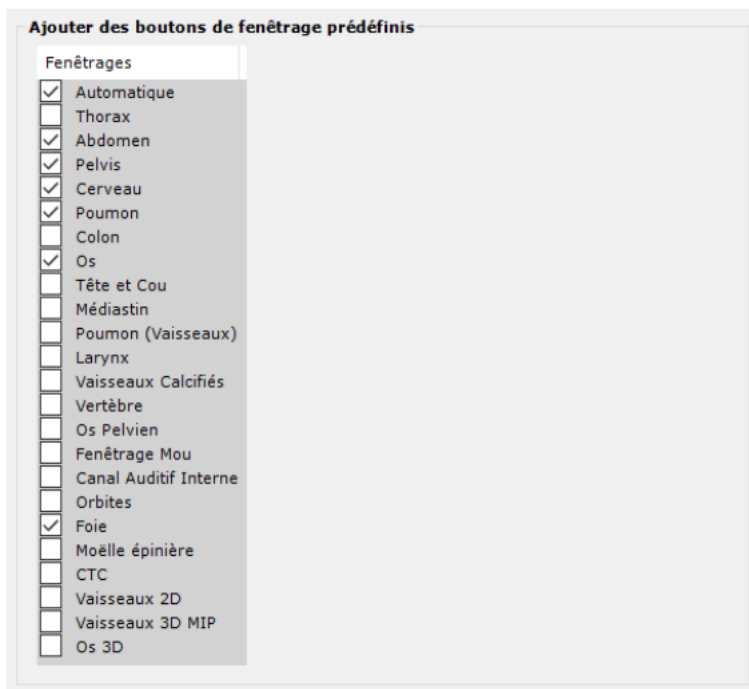 Ajouter des boutons de fenêtrage prédéfinis
Fenêtrages
Automatique
Thorax
Abdomen
Pelvis
Cerveau
Poumon
Colon
Os
Tête et Cou
Médiastin
Poumon (Vaisseaux)
Larynx
Vaisseaux Calcifiés
Vertèbre
Os Pelvien
Fenêtrage Mou
Canal Auditif Interne
Orbites
Foie
Moëlle épinière
CTC
Vaisseaux 2D
Vaisseaux 3D MIP
Os 3D